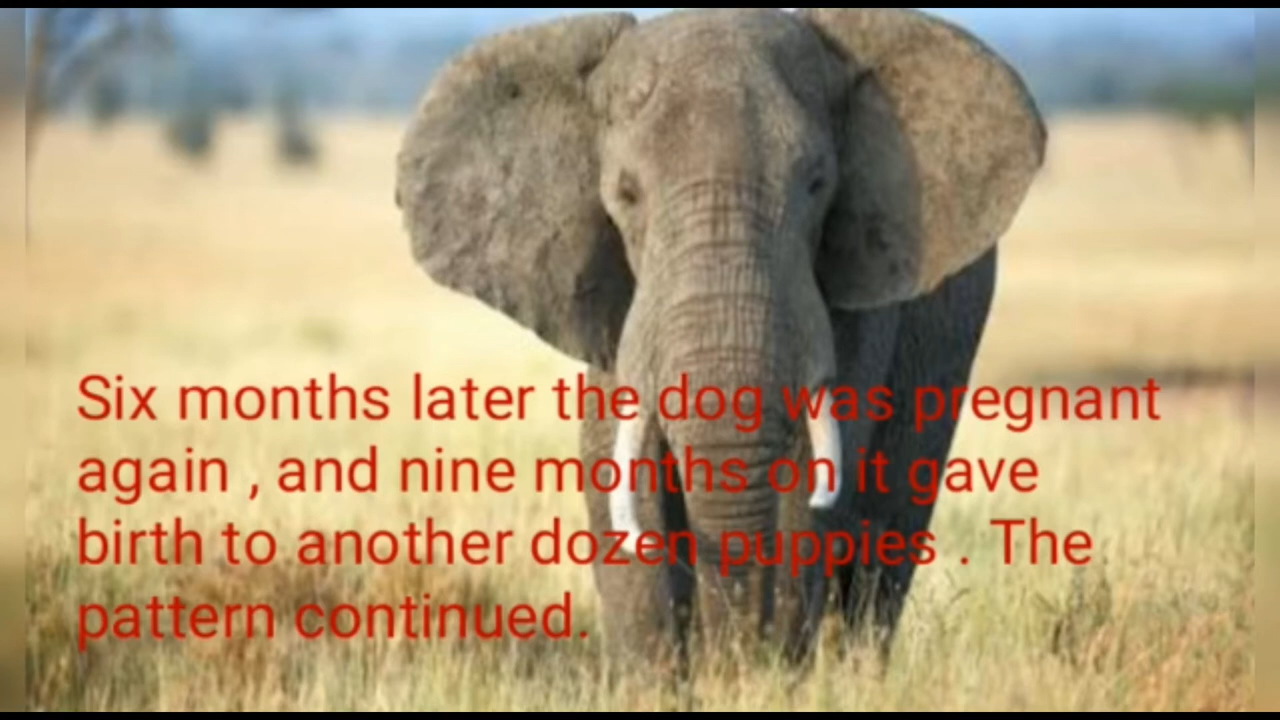 Six months later the dog was pregnant
again , and nine months on it gave
birth to another dozen puppies . The
pattern continued.